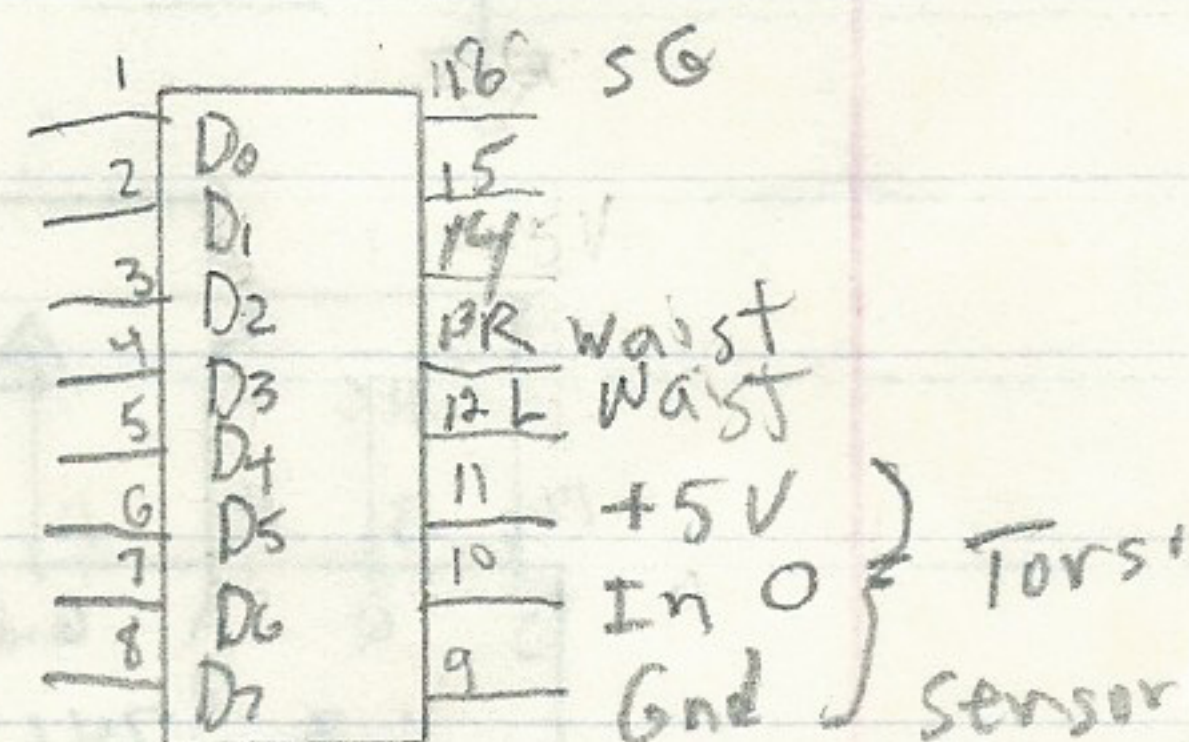 1 16 SG
D0
2 15
D1 14
3
D2 13 R Waist
4
D3 12 L Waist
5
D4 11 +5V
6
D5 10
7 In 0
D6 9
8 Gnd
D7
Sensor